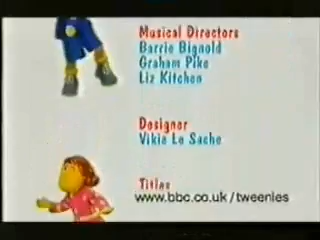 Musical Directors
Barrie Bignold
Graham Pike
Liz Kitchen
Designer
Vikie Le Sache
Titles
www.bbc.co.uk/tweenies